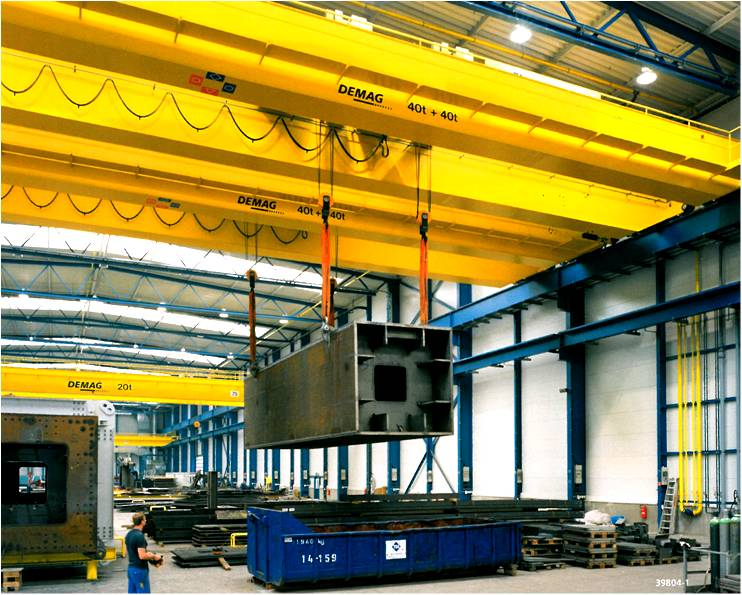 DEMAG 40t + 40t
DEMAG 40t + 40t
DEMAG 20t
1940 kg
14-159
39804-1